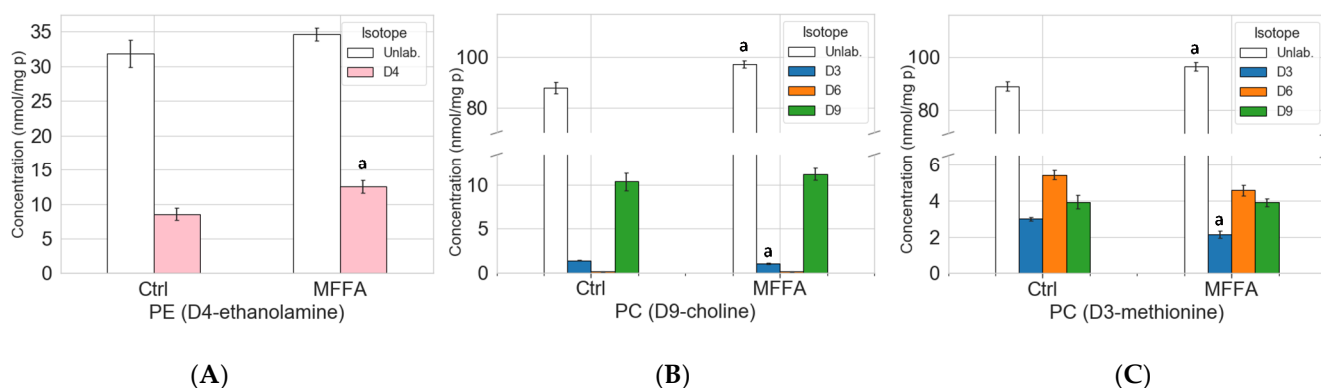 Concentration (nmol/mg p)
35
30
25
20
15
10
5
0
Isotope
Unlab.
D4
a
Ctrl
MFFA
PE (D4-ethanolamine)
(A)
Concentration (nmol/mg p)
100
80
10
5
0
Isotope
Unlab.
D3
D6
D9
a
a
Ctrl
MFFA
PC (D9-choline)
(B)
Concentration (nmol/mg p)
100
80
6
4
2
0
Isotope
Unlab.
D3
D6
D9
a
a
Ctrl
MFFA
PC (D3-methionine)
(C)